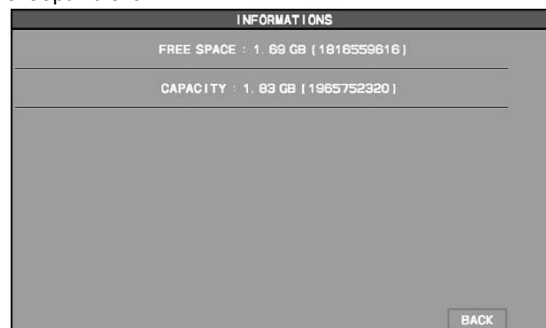 INFORMATIONS
FREE SPACE : 1. 69 GB (1816559616)
CAPACITY : 1. 83 GB (1965752320)
BACK